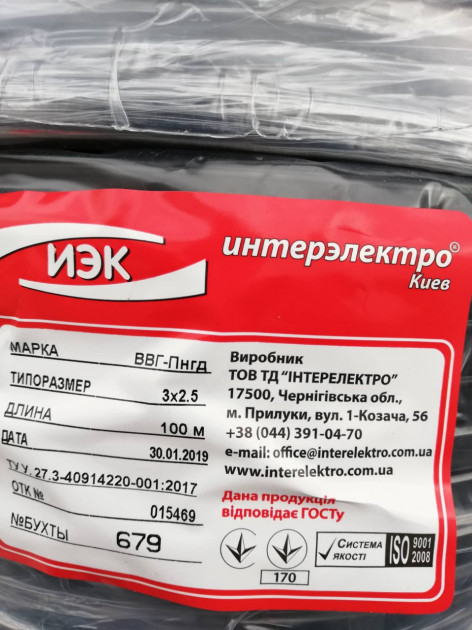 ИЭК
интерэлектро®
Киев
МАРКА ВВГ-Пнгд
ТИПОРАЗМЕР 3х2.5
ДЛИНА 100 м
ДАТА 30.01.2019
ТУ У. 27.3-40914220-001:2017
ОТК № 015469
№БУХТЫ 679
Виробник
ТОВ ТД "ІНТЕРЕЛЕКТРО"
17500, Чернігівська обл.,
м. Прилуки, вул. 1-Козача, 56
+38 (044) 391-04-70
e-mail: office@interelektro.com.ua
www.interelektro.com.ua
Дана продукція
відповідає ГОСТу
170
СИСТЕМА
ЯКОСТІ
ISO 9001
2008